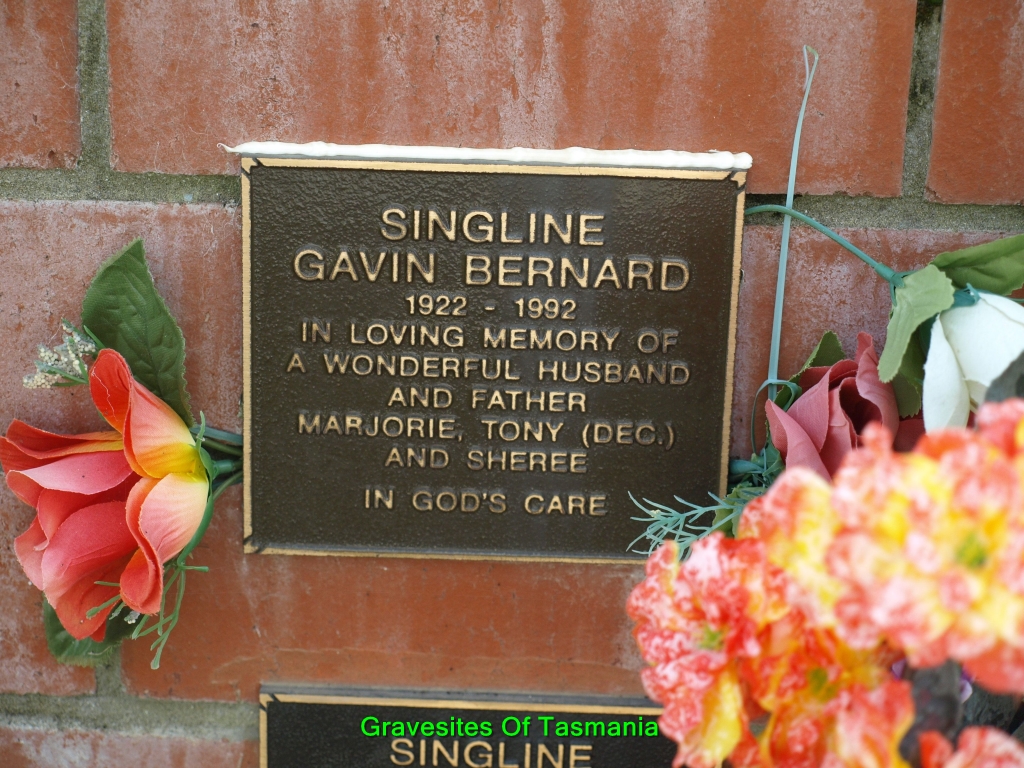 SINGLINE
GAVIN BERNARD
1922 - 1992
IN LOVING MEMORY OF
A WONDERFUL HUSBAND
AND FATHER
MARJORIE, TONY (DEC.)
AND SHEREE
IN GOD'S CARE
Gravesites Of Tasmania
SINGLINE